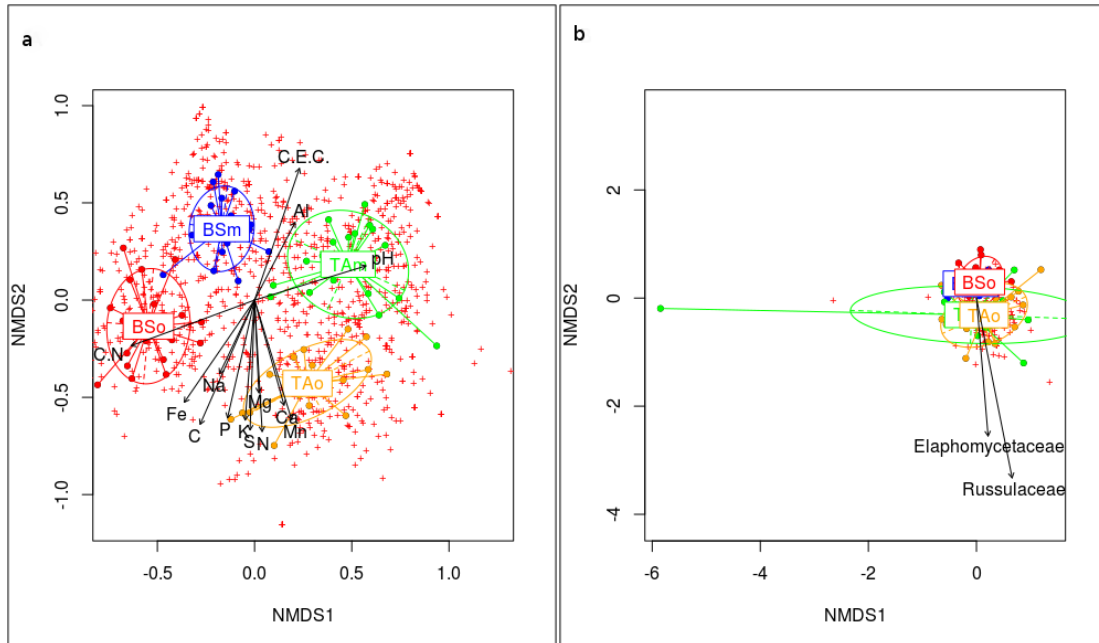 a
NMDS2
1.0
0.5
0.0
-0.5
-1.0
-0.5
0.0
0.5
1.0
NMDS1
C.E.C.
Al
BSm
TAm
pH
BSo
C.N
Na
TAo
Fe
Mg
C
P
K
Ca
S
N
Mn
b
NMDS2
2
0
-2
-4
-6
-4
-2
0
NMDS1
BSo
TAo
Elaphomycetaceae
Russulaceae